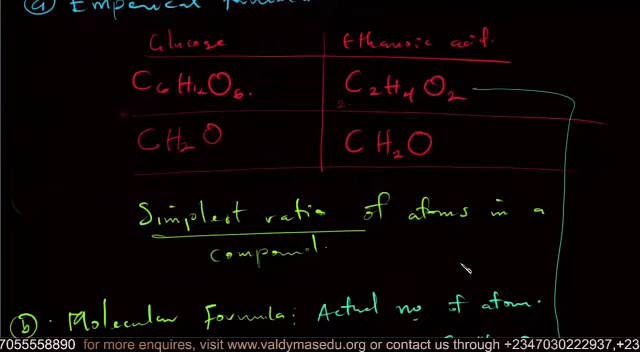 (a) Emperical
Glucose Ethanoic acid.
C6H12O6. C2H4O2
CH2O CH2O
Simplest ratio of atoms in a
compound.
(b). Molecular Formula: Actual no of atom.
7055558890 for more enquires, visit www.valdymasedu.org or contact us through +2347030222937,+23